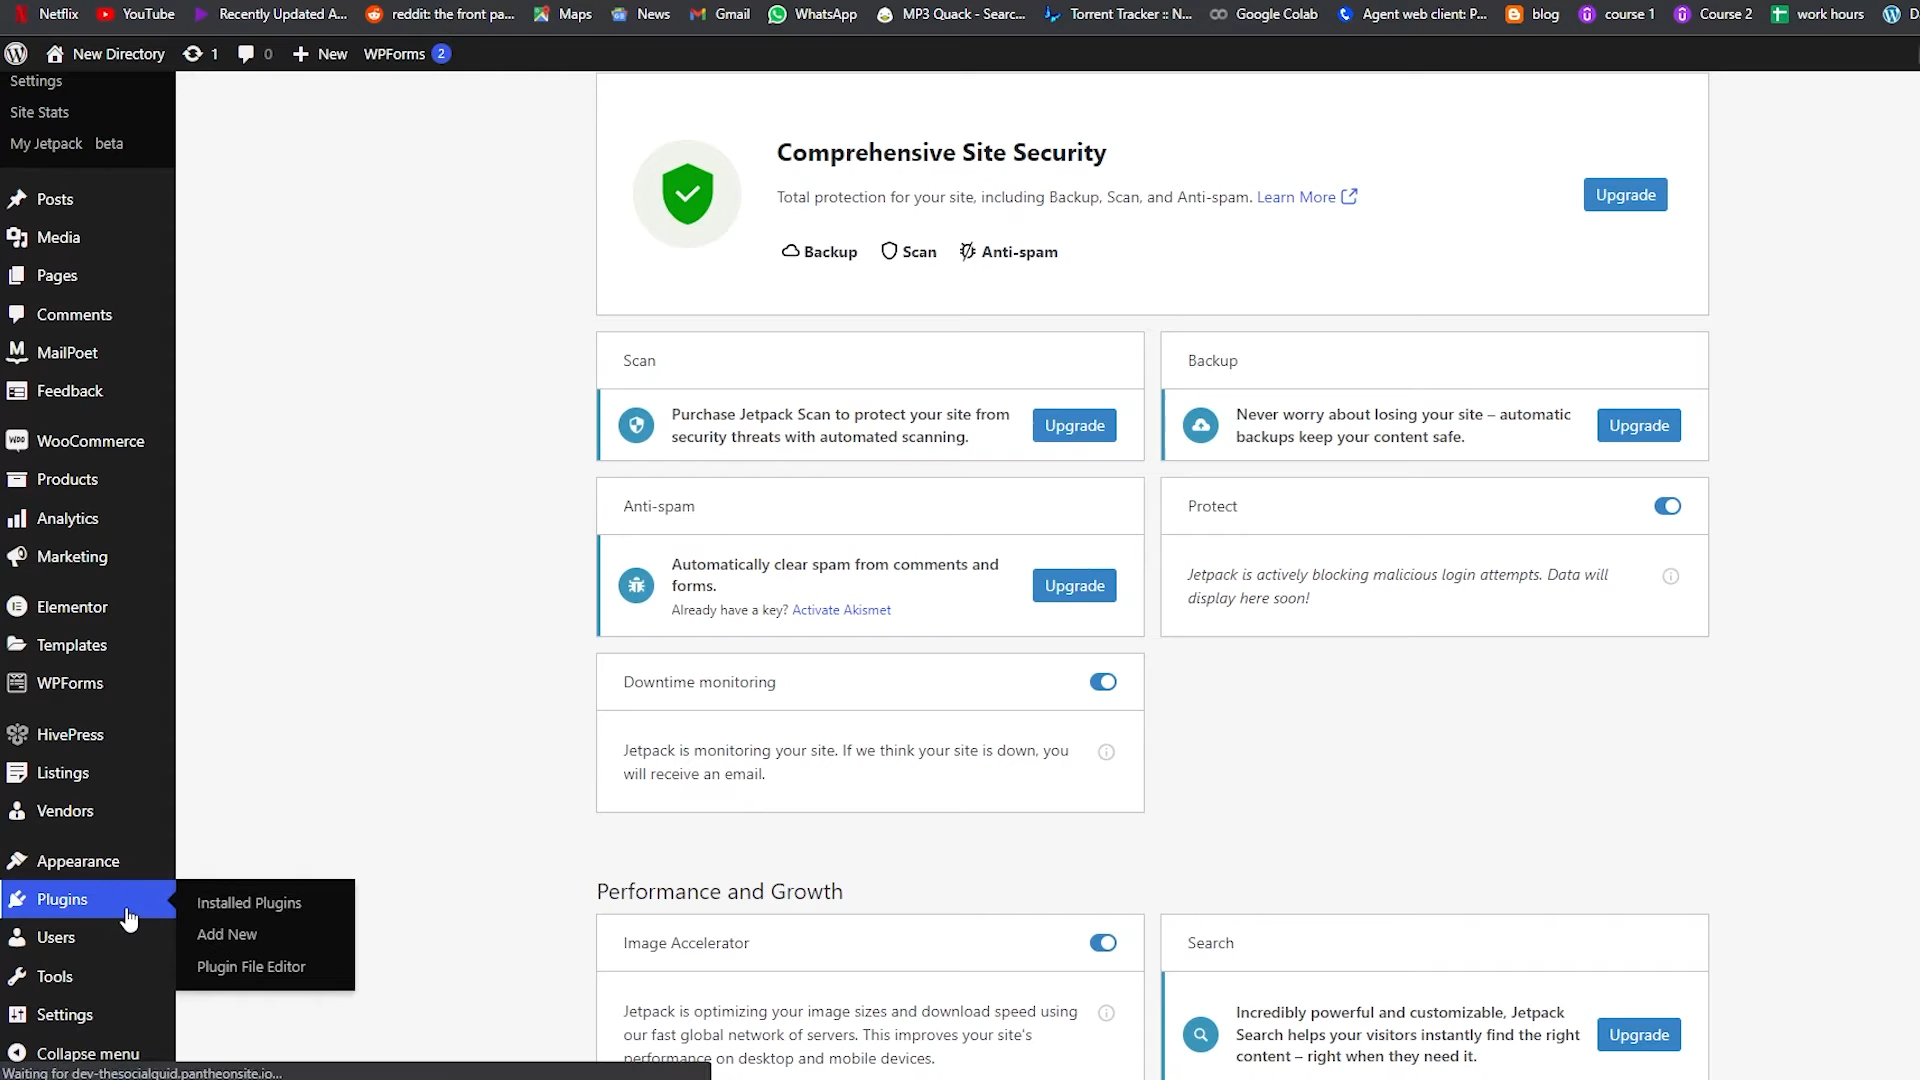 Netflix YouTube Recently Updated A... reddit: the front pa... Maps News Gmail WhatsApp MP3 Quack - Searc... Torrent Tracker :: N... Google Colab Agent web client: P... blog course 1 Course 2 work hours
New Directory 1 0 New WPForms 2
Settings
Site Stats
My Jetpack beta
Posts
Media
Pages
Comments
MailPoet
Feedback
WooCommerce
Products
Analytics
Marketing
Elementor
Templates
WPForms
HivePress
Listings
Vendors
Appearance
Plugins
Users
Tools
Settings
Collapse menu
Installed Plugins
Add New
Plugin File Editor
Comprehensive Site Security
Total protection for your site, including Backup, Scan, and Anti-spam. Learn More
Upgrade
Backup Scan Anti-spam
Scan
Purchase Jetpack Scan to protect your site from
security threats with automated scanning.
Upgrade
Backup
Never worry about losing your site – automatic
backups keep your content safe.
Upgrade
Anti-spam
Automatically clear spam from comments and
forms.
Already have a key? Activate Akismet
Upgrade
Protect
Jetpack is actively blocking malicious login attempts. Data will
display here soon!
Downtime monitoring
Jetpack is monitoring your site. If we think your site is down, you
will receive an email.
Performance and Growth
Image Accelerator
Jetpack is optimizing your image sizes and download speed using
our fast global network of servers. This improves your site's
performance on desktop and mobile devices.
Search
Incredibly powerful and customizable, Jetpack
Search helps your visitors instantly find the right
content – right when they need it.
Upgrade
Waiting for dev-thesocialquid.pantheonsite.io...